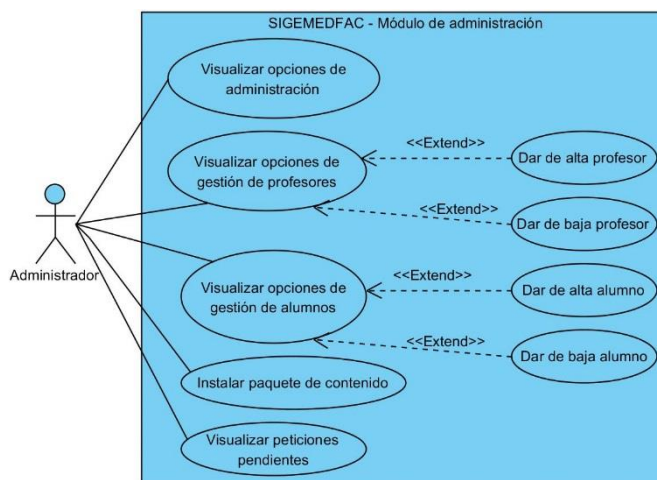 SIGEMEDFAC - Módulo de administración
Visualizar opciones de
administración
Visualizar opciones de
gestión de profesores
<<Extend>>
Dar de alta profesor
<<Extend>>
Dar de baja profesor
Administrador
Visualizar opciones de
gestión de alumnos
<<Extend>>
Dar de alta alumno
<<Extend>>
Dar de baja alumno
Instalar paquete de contenido
Visualizar peticiones
pendientes